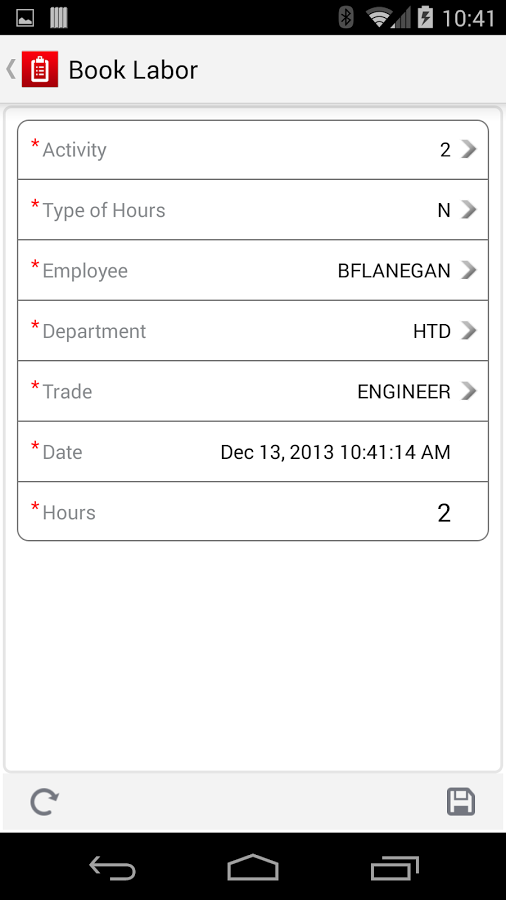 10:41
Book Labor
*Activity 2
*Type of Hours N
*Employee BFLANEGAN
*Department HTD
*Trade ENGINEER
*Date Dec 13, 2013 10:41:14 AM
*Hours 2